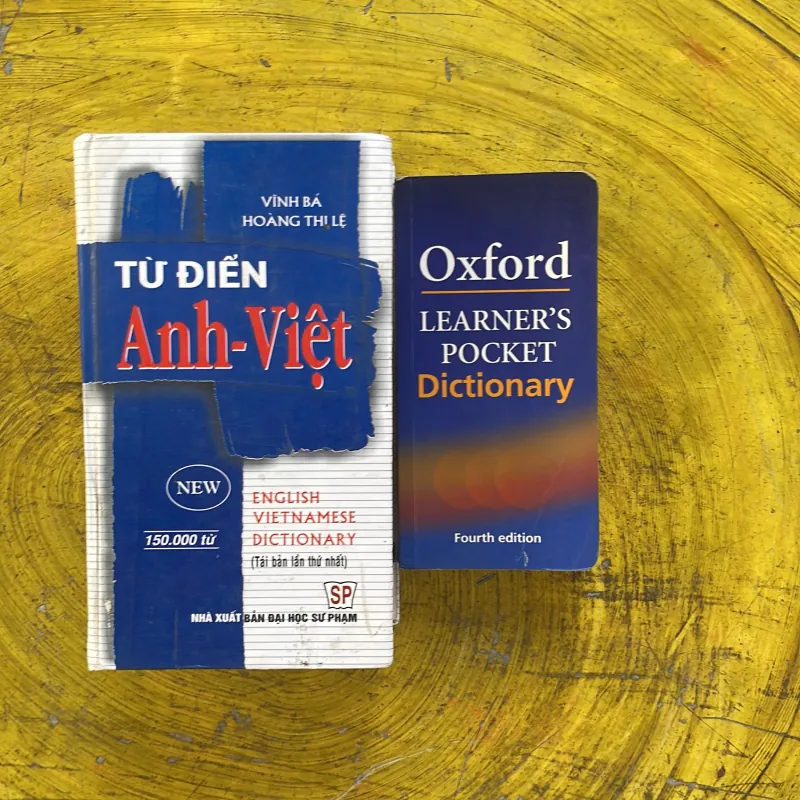 VĨNH BÁ
HOÀNG THỊ LỆ
TỪ ĐIỂN
Anh-Việt
NEW
150.000 từ
ENGLISH
VIETNAMESE
DICTIONARY
(Tái bản lần thứ nhất)
SP
NHÀ XUẤT BẢN ĐẠI HỌC SƯ PHẠM
Oxford
LEARNER'S
POCKET
Dictionary
Fourth edition